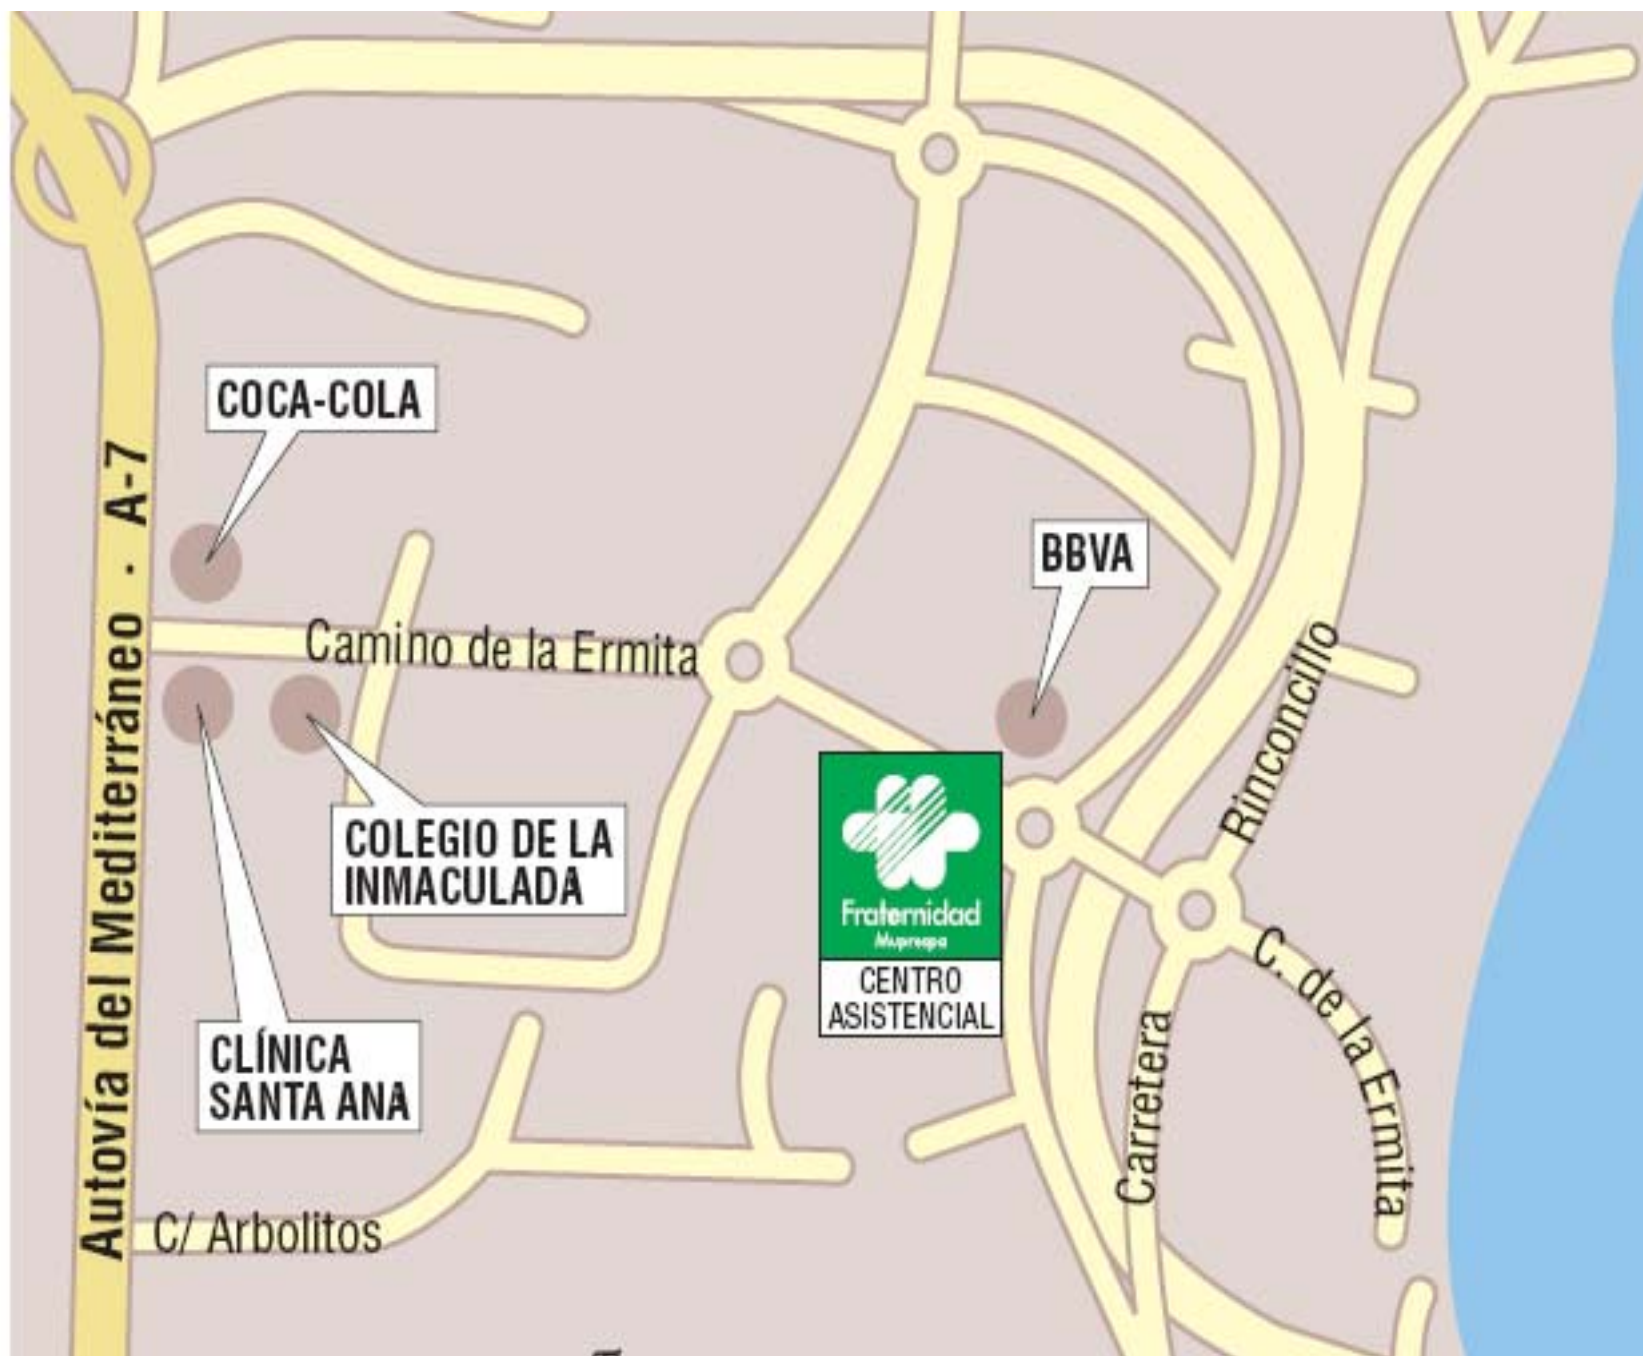 COCA-COLA
Autovía del Mediterráneo · A-7
BBVA
Camino de la Ermita
Rinconcillo
COLEGIO DE LA
INMACULADA
Fraternidad
Muprespa
CENTRO
ASISTENCIAL
C. de la Ermita
CLÍNICA
SANTA ANA
Carretera
C/ Arbolitos